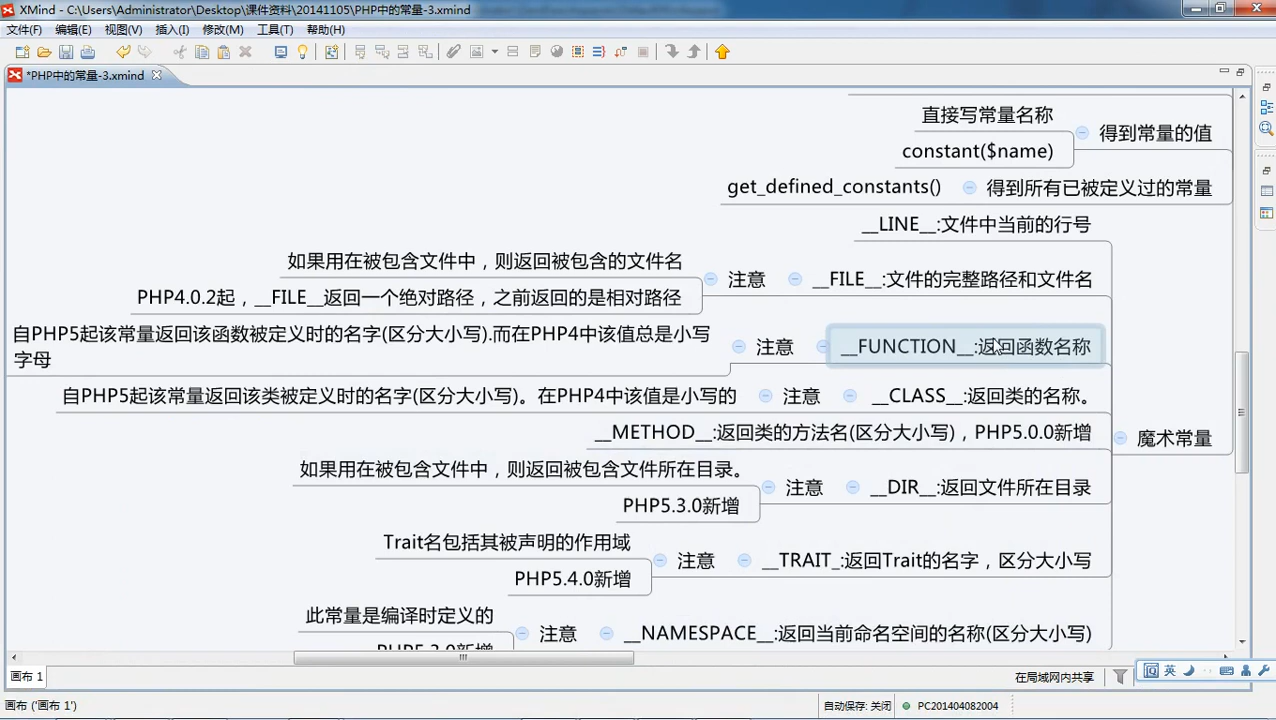 XMind - C:\Users\Administrator\Desktop\课件资料\20141105\PHP中的常量-3.xmind
文件(F) 编辑(E) 视图(V) 插入(I) 修改(M) 工具(T) 帮助(H)
*PHP中的常量-3.xmind
直接写常量名称
constant($name)
得到常量的值
get_defined_constants()
得到所有已被定义过的常量
__LINE__:文件中当前的行号
如果用在被包含文件中，则返回被包含的文件名
PHP4.0.2起，__FILE__返回一个绝对路径，之前返回的是相对路径
注意
__FILE__:文件的完整路径和文件名
自PHP5起该常量返回该函数被定义时的名字(区分大小写).而在PHP4中该值总是小写
字母
注意
__FUNCTION__:返回函数名称
自PHP5起该常量返回该类被定义时的名字(区分大小写)。在PHP4中该值是小写的
注意
__CLASS__:返回类的名称。
__METHOD__:返回类的方法名(区分大小写)，PHP5.0.0新增
魔术常量
如果用在被包含文件中，则返回被包含文件所在目录。
PHP5.3.0新增
注意
__DIR__:返回文件所在目录
Trait名包括其被声明的作用域
PHP5.4.0新增
注意
__TRAIT_:返回Trait的名字，区分大小写
此常量是编译时定义的
PHP5.3.0新增
注意
__NAMESPACE__:返回当前命名空间的名称(区分大小写)
画布 1
在局域网内共享
英
画布 ('画布 1')
自动保存: 关闭
PC201404082004